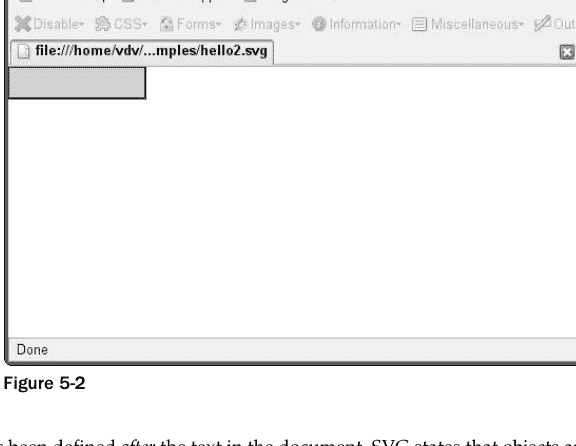 Disable CSS Forms Images Information Miscellaneous Out
file:///home/vdv/...mples/hello2.svg
Done
Figure 5-2
been defined after the text in the document. SVG states that objects